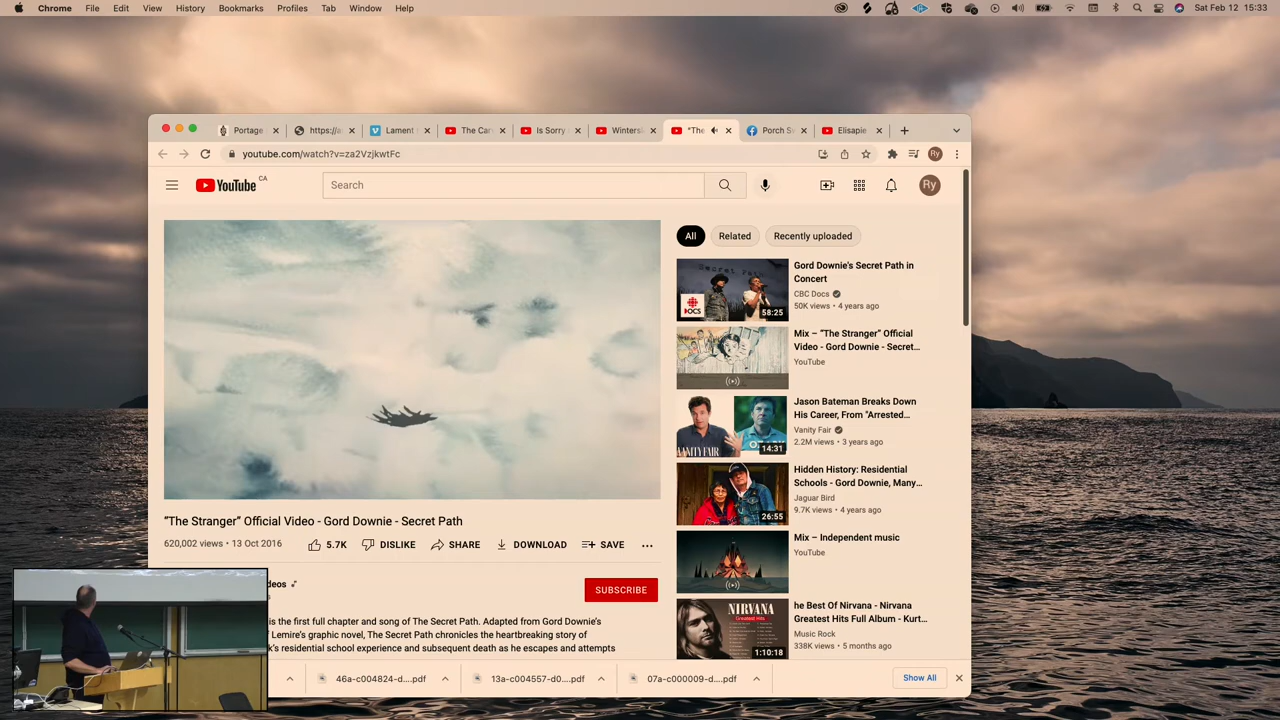 Chrome File Edit View History Bookmarks Profiles Tab Window Help
Sat Feb 12 15:33
Portage
https://a
Lament
The Car
Is Sorry
Winters
"The
Porch S
Elisapie
youtube.com/watch?v=za2VzjkwtFc
Ry
YouTube CA
Search
Ry
All
Related
Recently uploaded
Gord Downie's Secret Path in
Concert
CBC Docs
50K views • 4 years ago
DOCS
58:25
Mix – "The Stranger" Official
Video - Gord Downie - Secret…
YouTube
Jason Bateman Breaks Down
His Career, From "Arrested…
Vanity Fair
2.2M views • 3 years ago
VANITY FAIR
14:31
Hidden History: Residential
Schools - Gord Downie, Many…
Jaguar Bird
9.7K views • 4 years ago
26:55
Mix – Independent music
YouTube
he Best Of Nirvana - Nirvana
Greatest Hits Full Album - Kurt…
Music Rock
338K views • 5 months ago
NIRVANA
Greatest Hits
1:10:18
"The Stranger" Official Video - Gord Downie - Secret Path
620,002 views • 13 Oct 2016
5.7K
DISLIKE
SHARE
DOWNLOAD
SAVE
deos
SUBSCRIBE
is the first full chapter and song of The Secret Path. Adapted from Gord Downie's
Lemire's graphic novel, The Secret Path chronicles the heartbreaking story of
k's residential school experience and subsequent death as he escapes and attempts
46a-c004824-d....pdf
13a-c004557-d0....pdf
07a-c000009-d....pdf
Show All